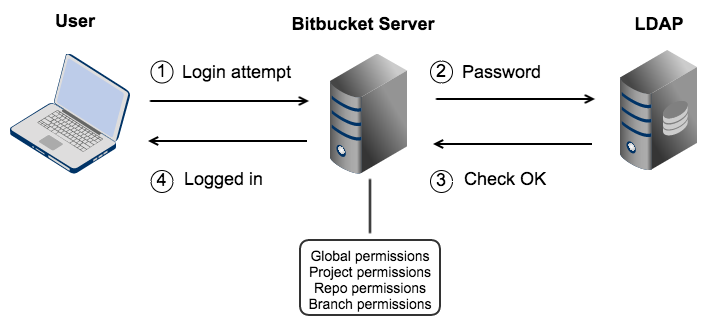 User
Bitbucket Server
LDAP
1 Login attempt
2 Password
4 Logged in
3 Check OK
Global permissions
Project permissions
Repo permissions
Branch permissions